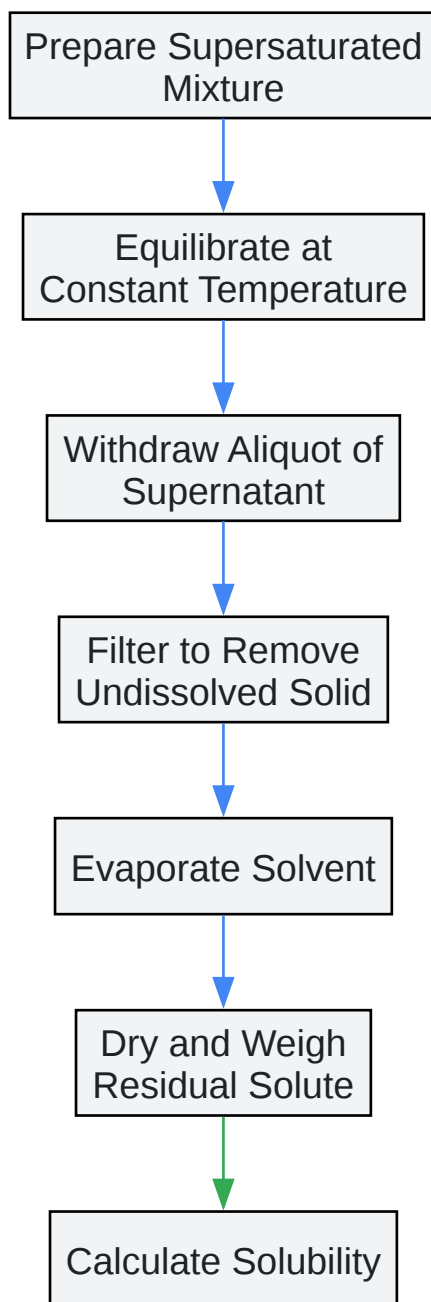 Prepare Supersaturated
Mixture
Equilibrate at
Constant Temperature
Withdraw Aliquot of
Supernatant
Filter to Remove
Undissolved Solid
Evaporate Solvent
Dry and Weigh
Residual Solute
Calculate Solubility